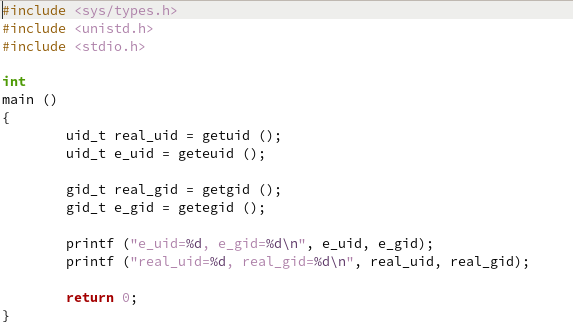 #include <sys/types.h>
#include <unistd.h>
#include <stdio.h>

int
main ()
{
        uid_t real_uid = getuid ();
        uid_t e_uid = geteuid ();

        gid_t real_gid = getgid ();
        gid_t e_gid = getegid ();

        printf ("e_uid=%d, e_gid=%d\n", e_uid, e_gid);
        printf ("real_uid=%d, real_gid=%d\n", real_uid, real_gid);

        return 0;
}